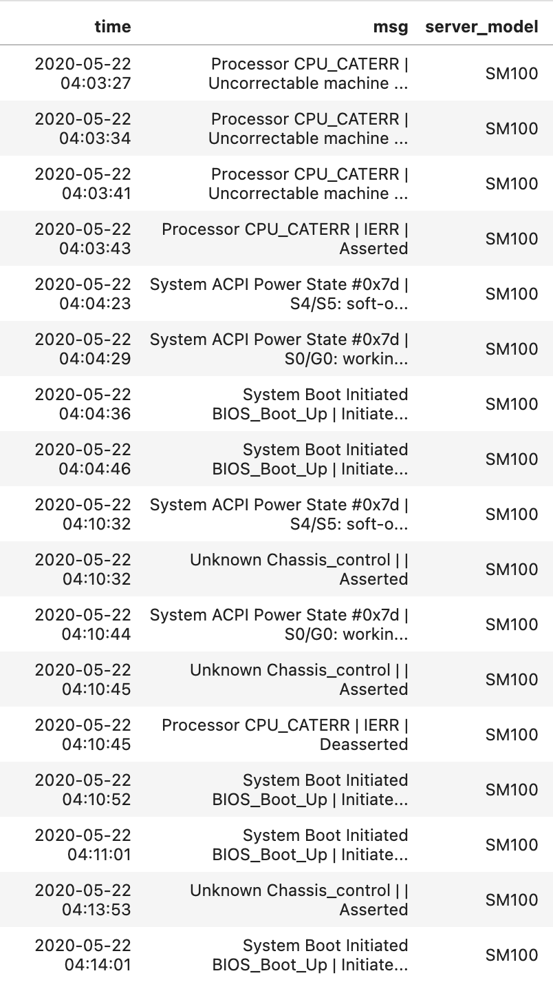 time msg server_model
2020-05-22 Processor CPU_CATERR |
04:03:27 Uncorrectable machine ... SM100
2020-05-22 Processor CPU_CATERR |
04:03:34 Uncorrectable machine ... SM100
2020-05-22 Processor CPU_CATERR |
04:03:41 Uncorrectable machine ... SM100
2020-05-22 Processor CPU_CATERR | IERR |
04:03:43 Asserted SM100
2020-05-22 System ACPI Power State #0x7d |
04:04:23 S4/S5: soft-o... SM100
2020-05-22 System ACPI Power State #0x7d |
04:04:29 S0/G0: workin... SM100
2020-05-22 System Boot Initiated
04:04:36 BIOS_Boot_Up | Initiate... SM100
2020-05-22 System Boot Initiated
04:04:46 BIOS_Boot_Up | Initiate... SM100
2020-05-22 System ACPI Power State #0x7d |
04:10:32 S4/S5: soft-o... SM100
2020-05-22 Unknown Chassis_control | |
04:10:32 Asserted SM100
2020-05-22 System ACPI Power State #0x7d |
04:10:44 S0/G0: workin... SM100
2020-05-22 Unknown Chassis_control | |
04:10:45 Asserted SM100
2020-05-22 Processor CPU_CATERR | IERR |
04:10:45 Deasserted SM100
2020-05-22 System Boot Initiated
04:10:52 BIOS_Boot_Up | Initiate... SM100
2020-05-22 System Boot Initiated
04:11:01 BIOS_Boot_Up | Initiate... SM100
2020-05-22 Unknown Chassis_control | |
04:13:53 Asserted SM100
2020-05-22 System Boot Initiated
04:14:01 BIOS_Boot_Up | Initiate... SM100